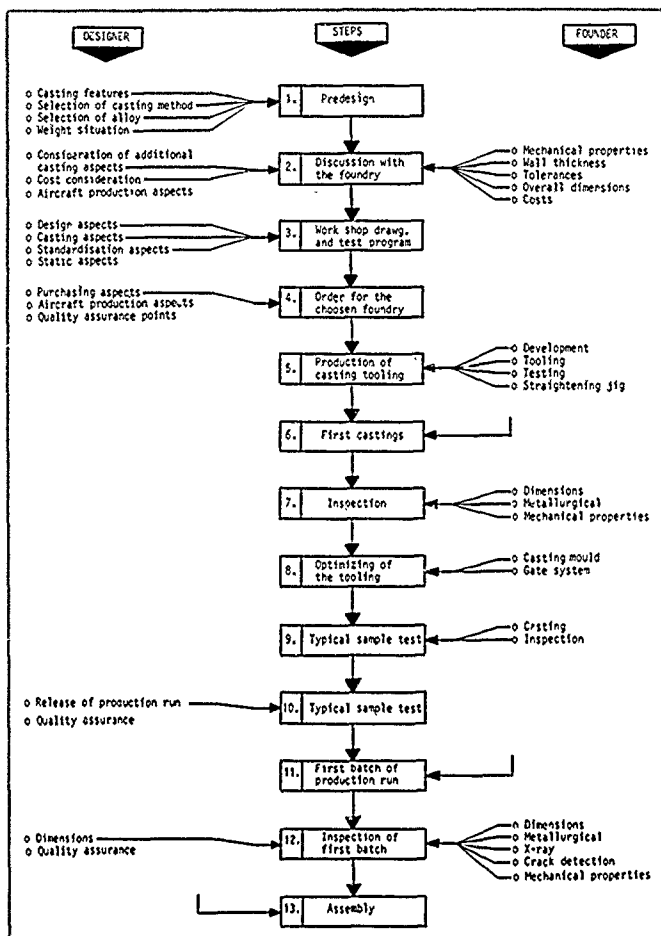 DESIGNER
STEPS
FOUNDER
o Casting features
o Selection of casting method
o Selection of alloy
o Weight situation
1. Predesign
o Consideration of additional
casting aspects
o Cost consideration
o Aircraft production aspects
2. Discussion with
the foundry
o Mechanical properties
o Wall thickness
o Tolerances
o Overall dimensions
o Costs
o Design aspects
o Casting aspects
o Standardisation aspects
o Static aspects
3. Work shop drawg.
and test program
o Purchasing aspects
o Aircraft production aspects
o Quality assurance points
4. Order for the
choosen foundry
5. Production of
casting tooling
o Development
o Tooling
o Testing
o Straightening jig
6. First castings
7. Inspection
o Dimensions
o Metallurgical
o Mechanical properties
8. Optimizing of
the tooling
o Casting mould
o Gate system
9. Typical sample test
o Crsting
o Inspection
o Release of production run
o Quality assurance
10. Typical sample test
11. First batch of
production run
o Dimensions
o Quality assurance
12. Inspection of
first batch
o Dimensions
o Metallurgical
o X-ray
o Crack detection
o Mechanical properties
13. Assembly